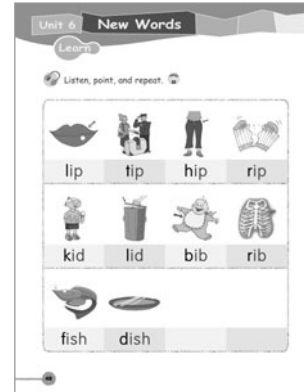 Unit 6 New Words
Learn
Listen, point, and repeat.
lip tip hip rip
kid lid bib rib
fish dish
48